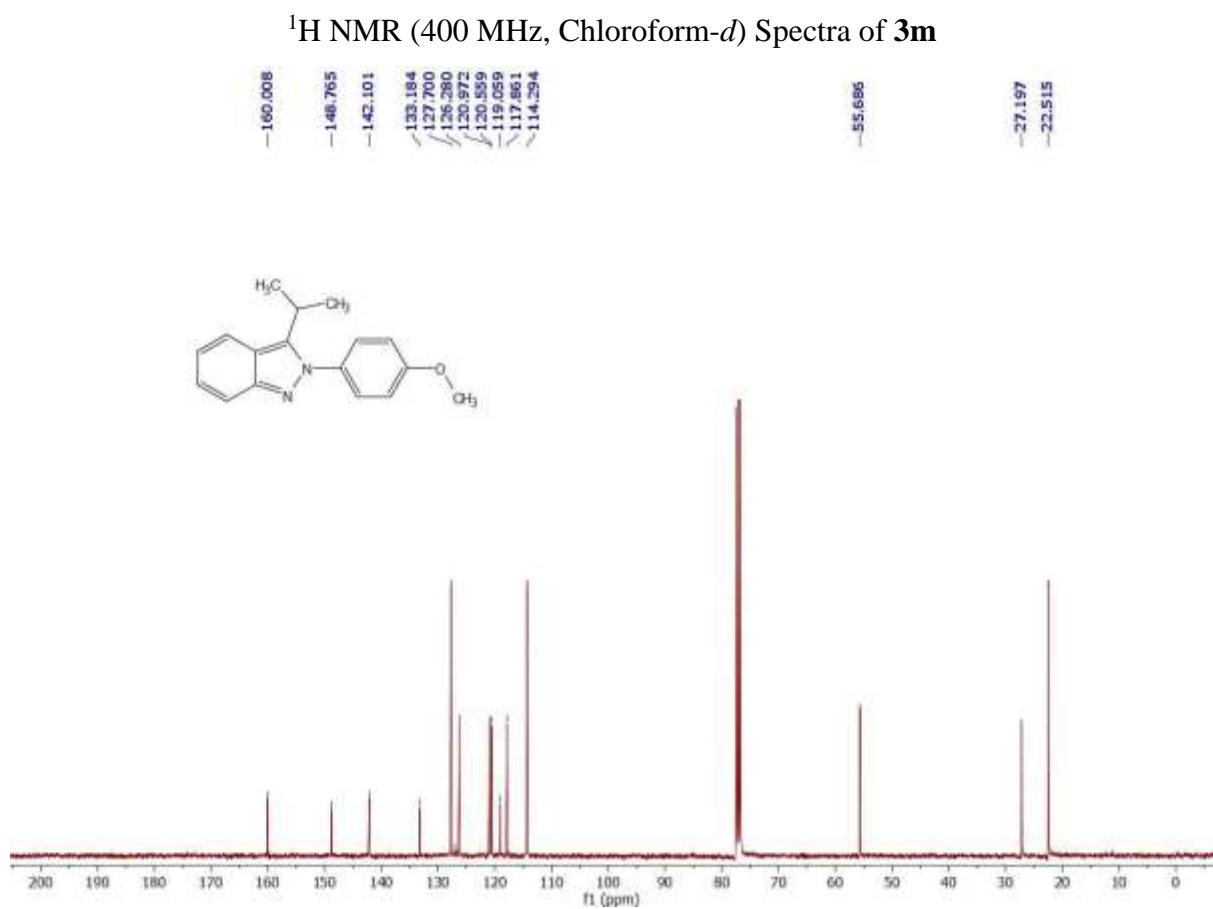 ¹H NMR (400 MHz, Chloroform-d) Spectra of 3m
160.008
148.765
142.101
133.184
127.700
126.280
120.972
120.559
119.059
117.861
114.294
55.686
27.197
22.515
H₃C
CH₃
N
N
O
CH₃
200 190 180 170 160 150 140 130 120 110 100 90 80 70 60 50 40 30 20 10 0
f1 (ppm)